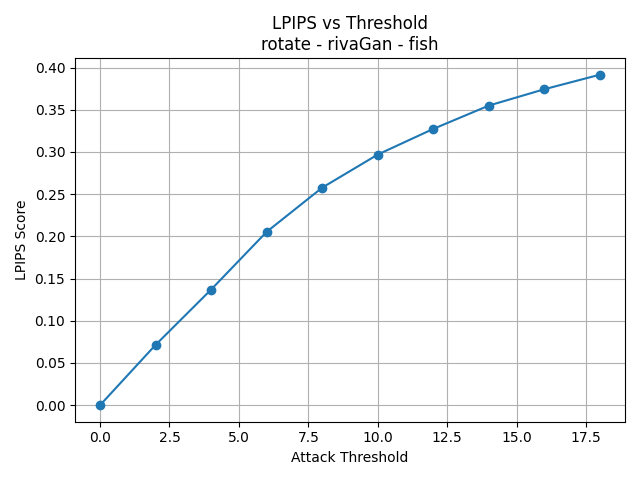 LPIPS vs Threshold
rotate - rivaGan - fish
0.40
0.35
0.30
0.25
0.20
0.15
0.10
0.05
0.00
LPIPS Score
0.0 2.5 5.0 7.5 10.0 12.5 15.0 17.5
Attack Threshold